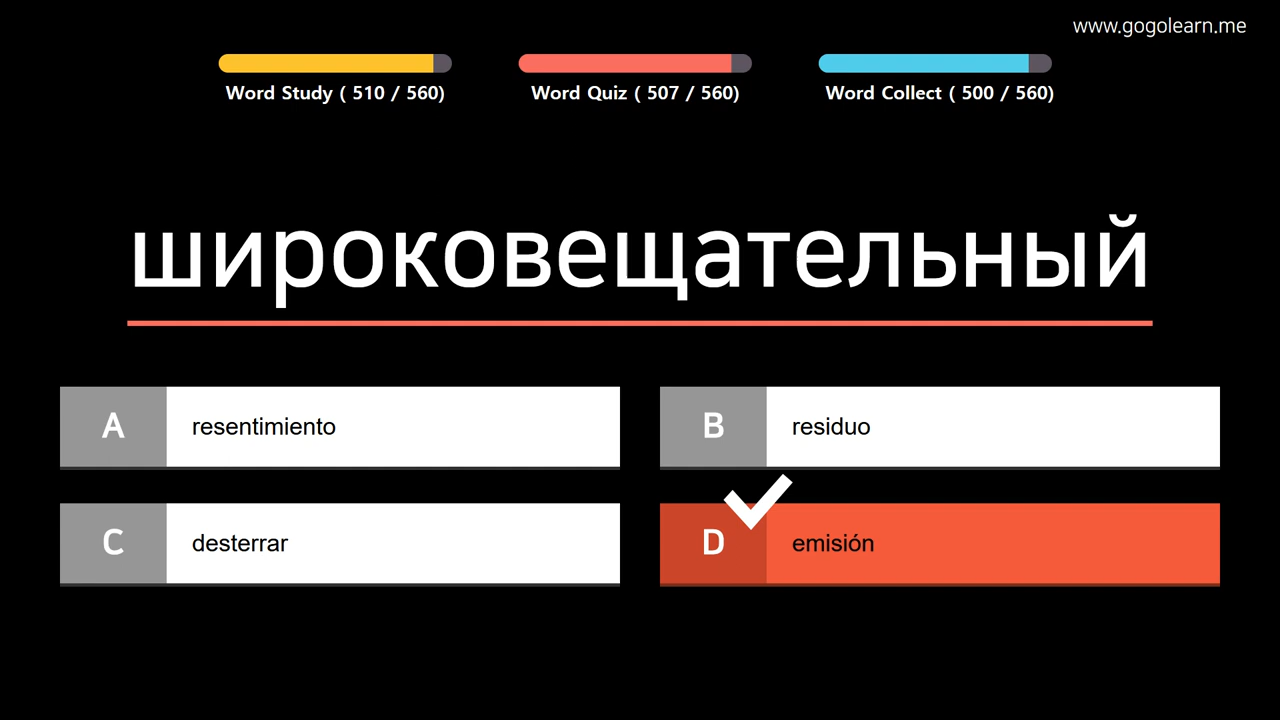 www.gogolearn.me
Word Study ( 510 / 560)
Word Quiz ( 507 / 560)
Word Collect ( 500 / 560)
широковещательный
A
resentimiento
B
residuo
C
desterrar
D
emisión